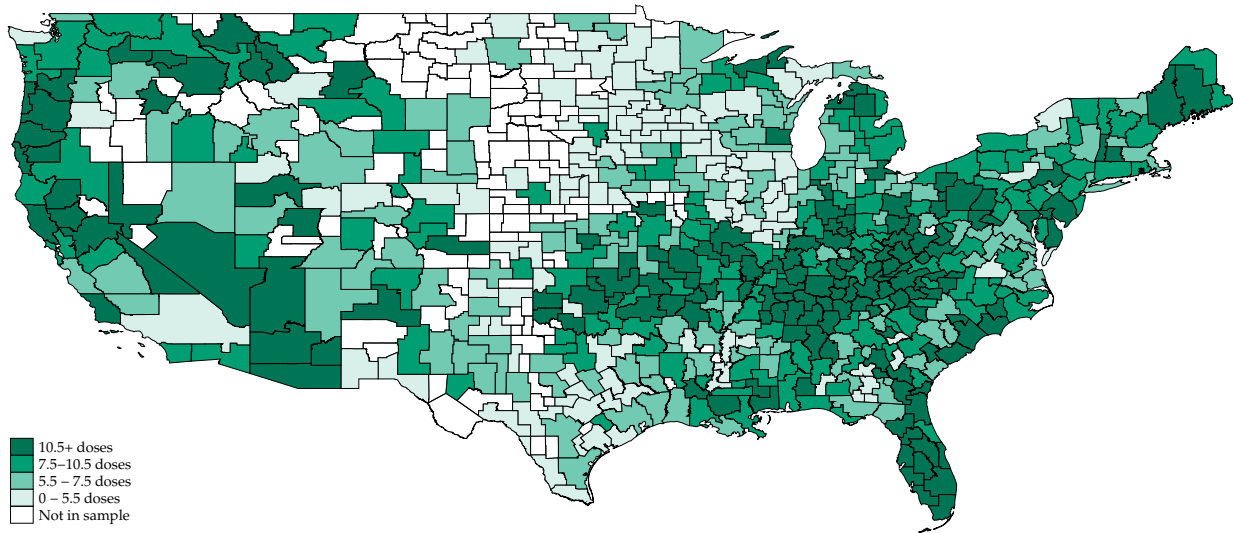 10.5+ doses
7.5−10.5 doses
5.5 − 7.5 doses
0 − 5.5 doses
Not in sample